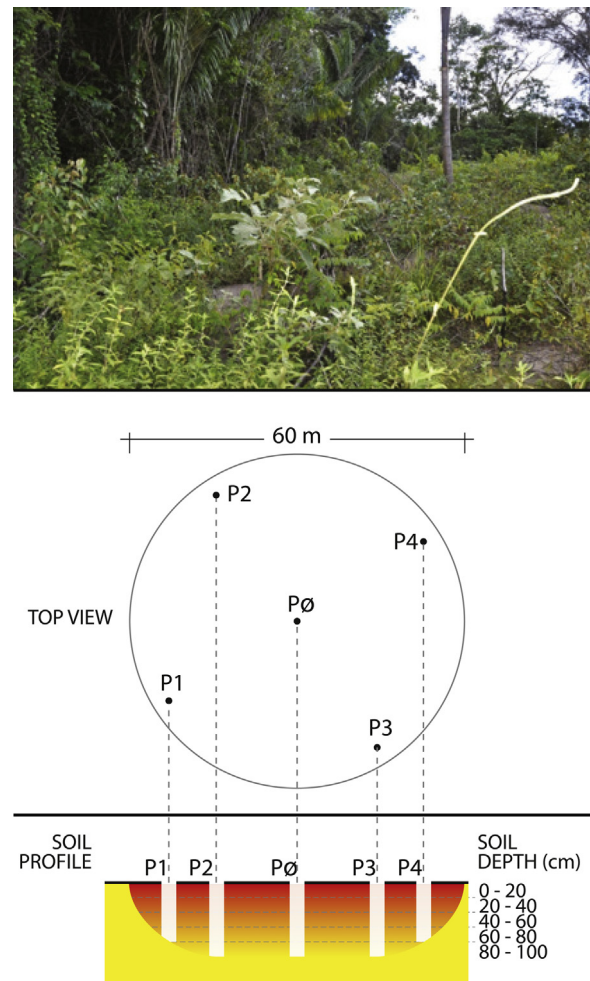 60 m
P2
P4
PØ
TOP VIEW
P1
P3
SOIL
PROFILE
SOIL
DEPTH (cm)
P1 P2 PØ P3 P4
0 - 20
20 - 40
40 - 60
60 - 80
80 - 100